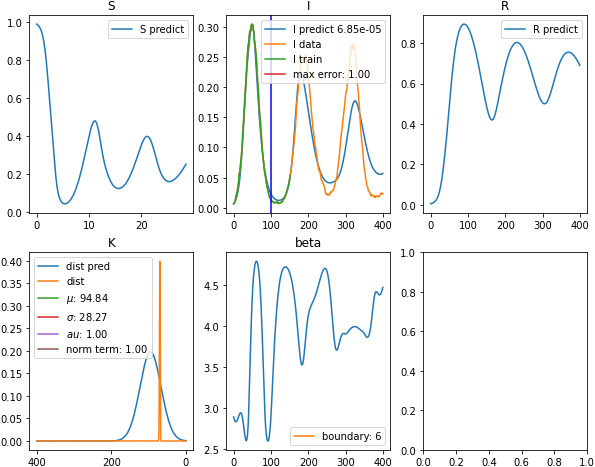 S
I
R
S predict
I predict 6.85e-05
I data
I train
max error: 1.00
R predict
1.0
0.8
0.6
0.4
0.2
0.0
0.30
0.25
0.20
0.15
0.10
0.05
0.00
0.8
0.6
0.4
0.2
0.0
0 10 20
0 100 200 300 400
0 100 200 300 400
K
beta
dist pred
dist
μ: 94.84
σ: 28.27
au: 1.00
norm term: 1.00
boundary: 6
0.40
0.35
0.30
0.25
0.20
0.15
0.10
0.05
0.00
4.5
4.0
3.5
3.0
2.5
1.0
0.8
0.6
0.4
0.2
0.0
400 200 0
0 100 200 300 400
0.0 0.2 0.4 0.6 0.8 1.0